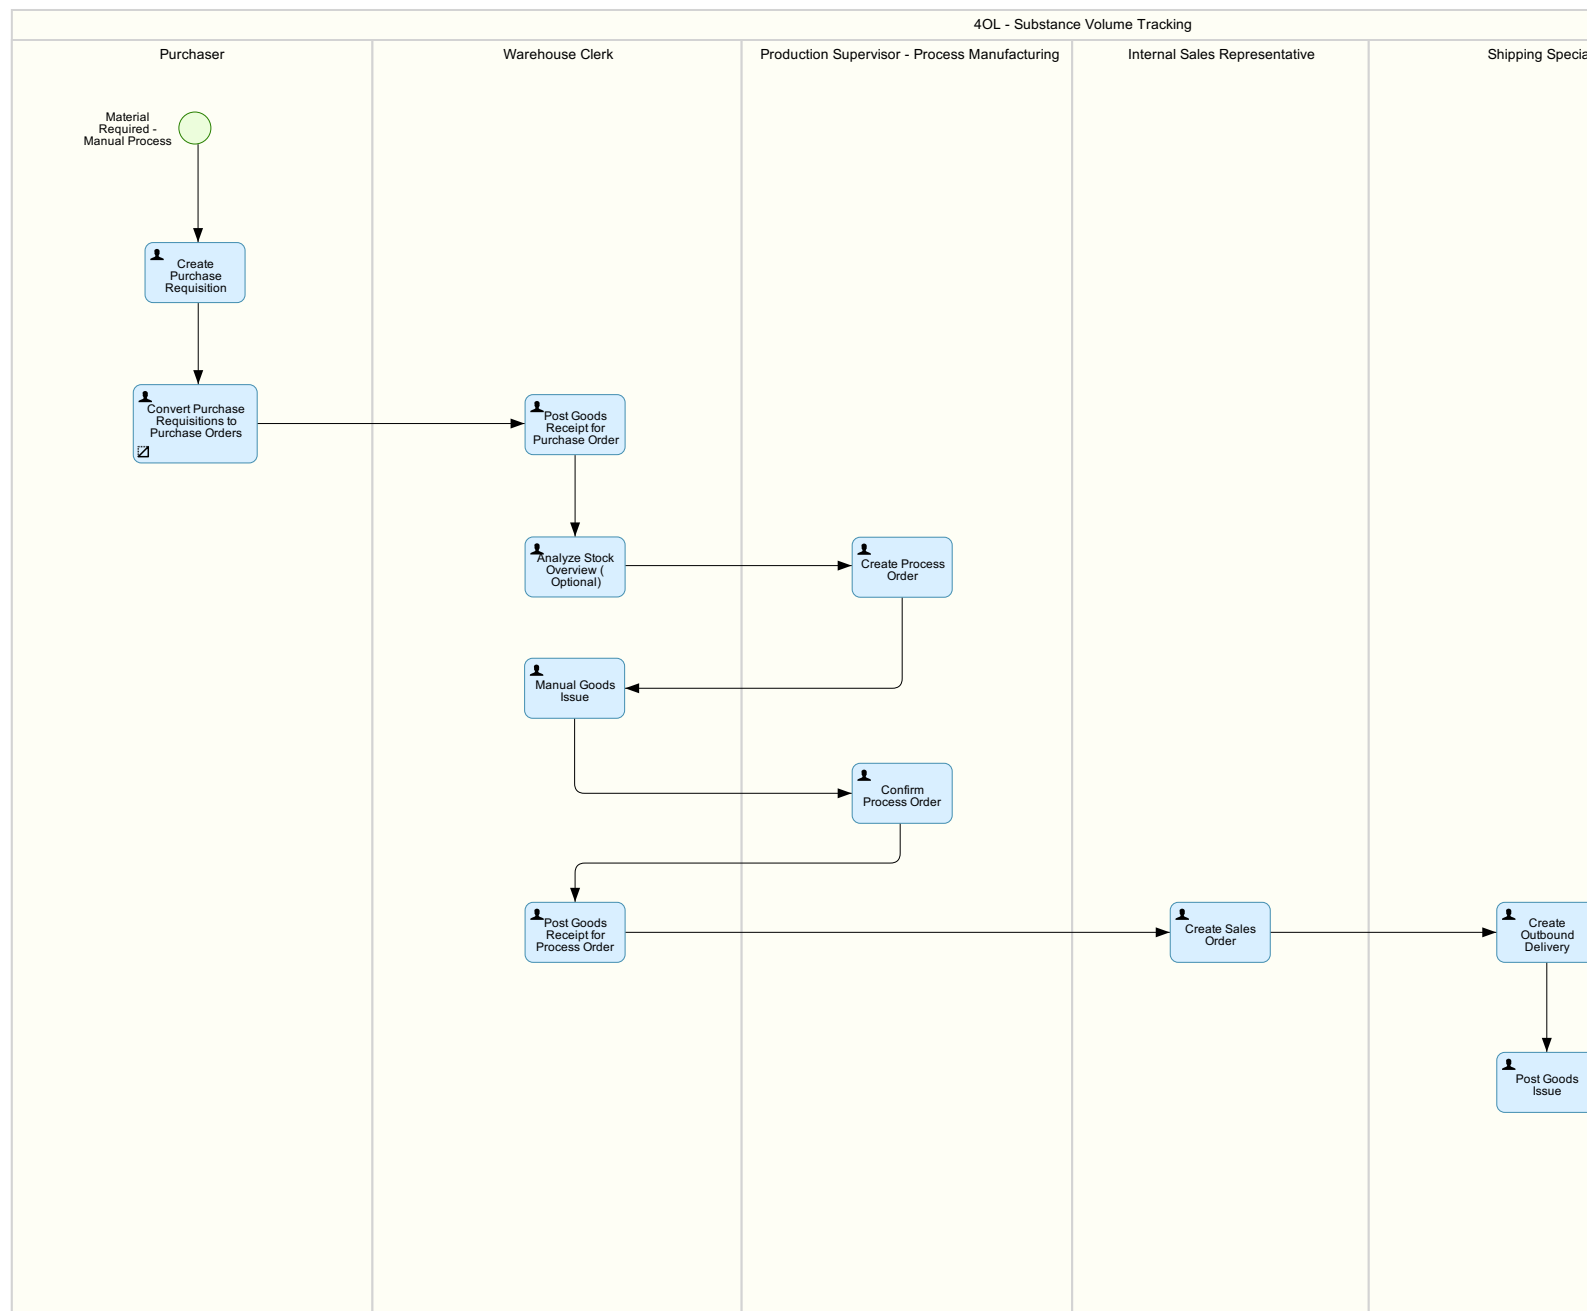 4OL - Substance Volume Tracking
Purchaser
Warehouse Clerk
Production Supervisor - Process Manufacturing
Internal Sales Representative
Shipping Specia
Material
Required -
Manual Process
Create
Purchase
Requisition
Convert Purchase
Requisitions to
Purchase Orders
Post Goods
Receipt for
Purchase Order
Analyze Stock
Overview (
Optional)
Create Process
Order
Manual Goods
Issue
Confirm
Process Order
Post Goods
Receipt for
Process Order
Create Sales
Order
Create
Outbound
Delivery
Post Goods
Issue